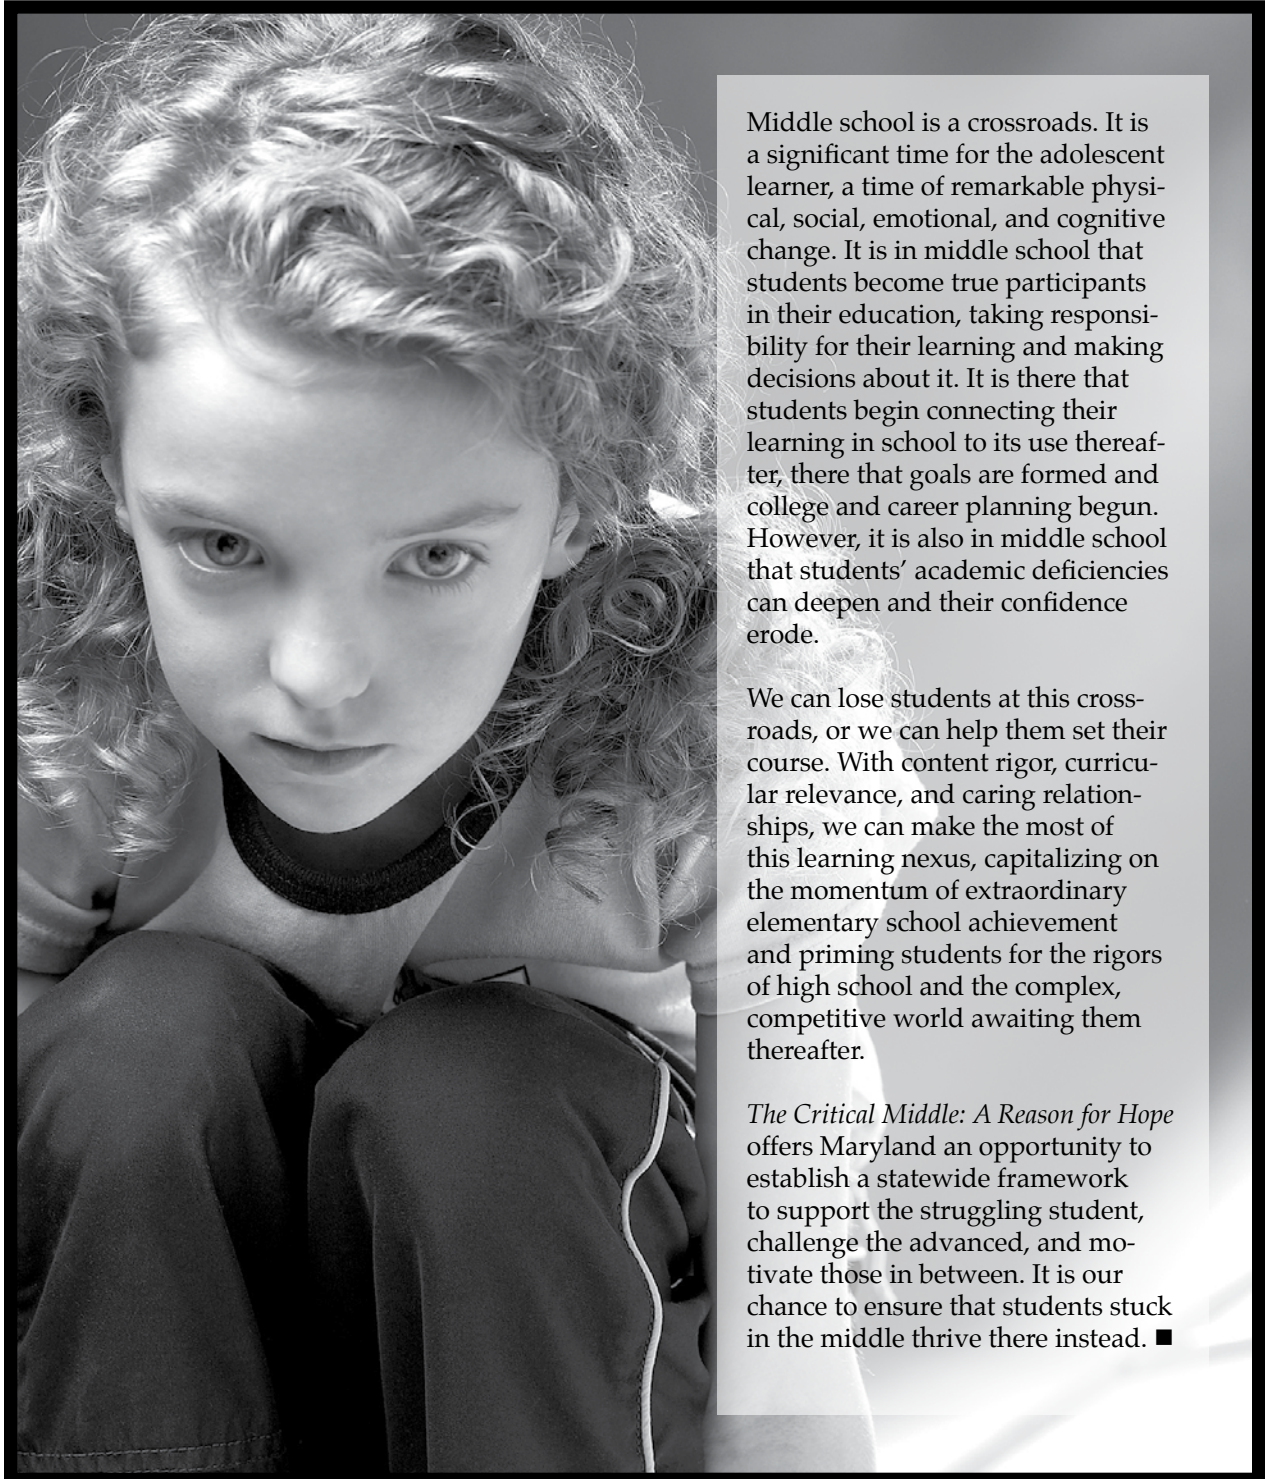 Middle school is a crossroads. It is
a significant time for the adolescent
learner, a time of remarkable physi-
cal, social, emotional, and cognitive
change. It is in middle school that
students become true participants
in their education, taking responsi-
bility for their learning and making
decisions about it. It is there that
students begin connecting their
learning in school to its use thereaf-
ter, there that goals are formed and
college and career planning begun.
However, it is also in middle school
that students’ academic deficiencies
can deepen and their confidence
erode.
We can lose students at this cross-
roads, or we can help them set their
course. With content rigor, curricu-
lar relevance, and caring relation-
ships, we can make the most of
this learning nexus, capitalizing on
the momentum of extraordinary
elementary school achievement
and priming students for the rigors
of high school and the complex,
competitive world awaiting them
thereafter.
The Critical Middle: A Reason for Hope
offers Maryland an opportunity to
establish a statewide framework
to support the struggling student,
challenge the advanced, and mo-
tivate those in between. It is our
chance to ensure that students stuck
in the middle thrive there instead. ■